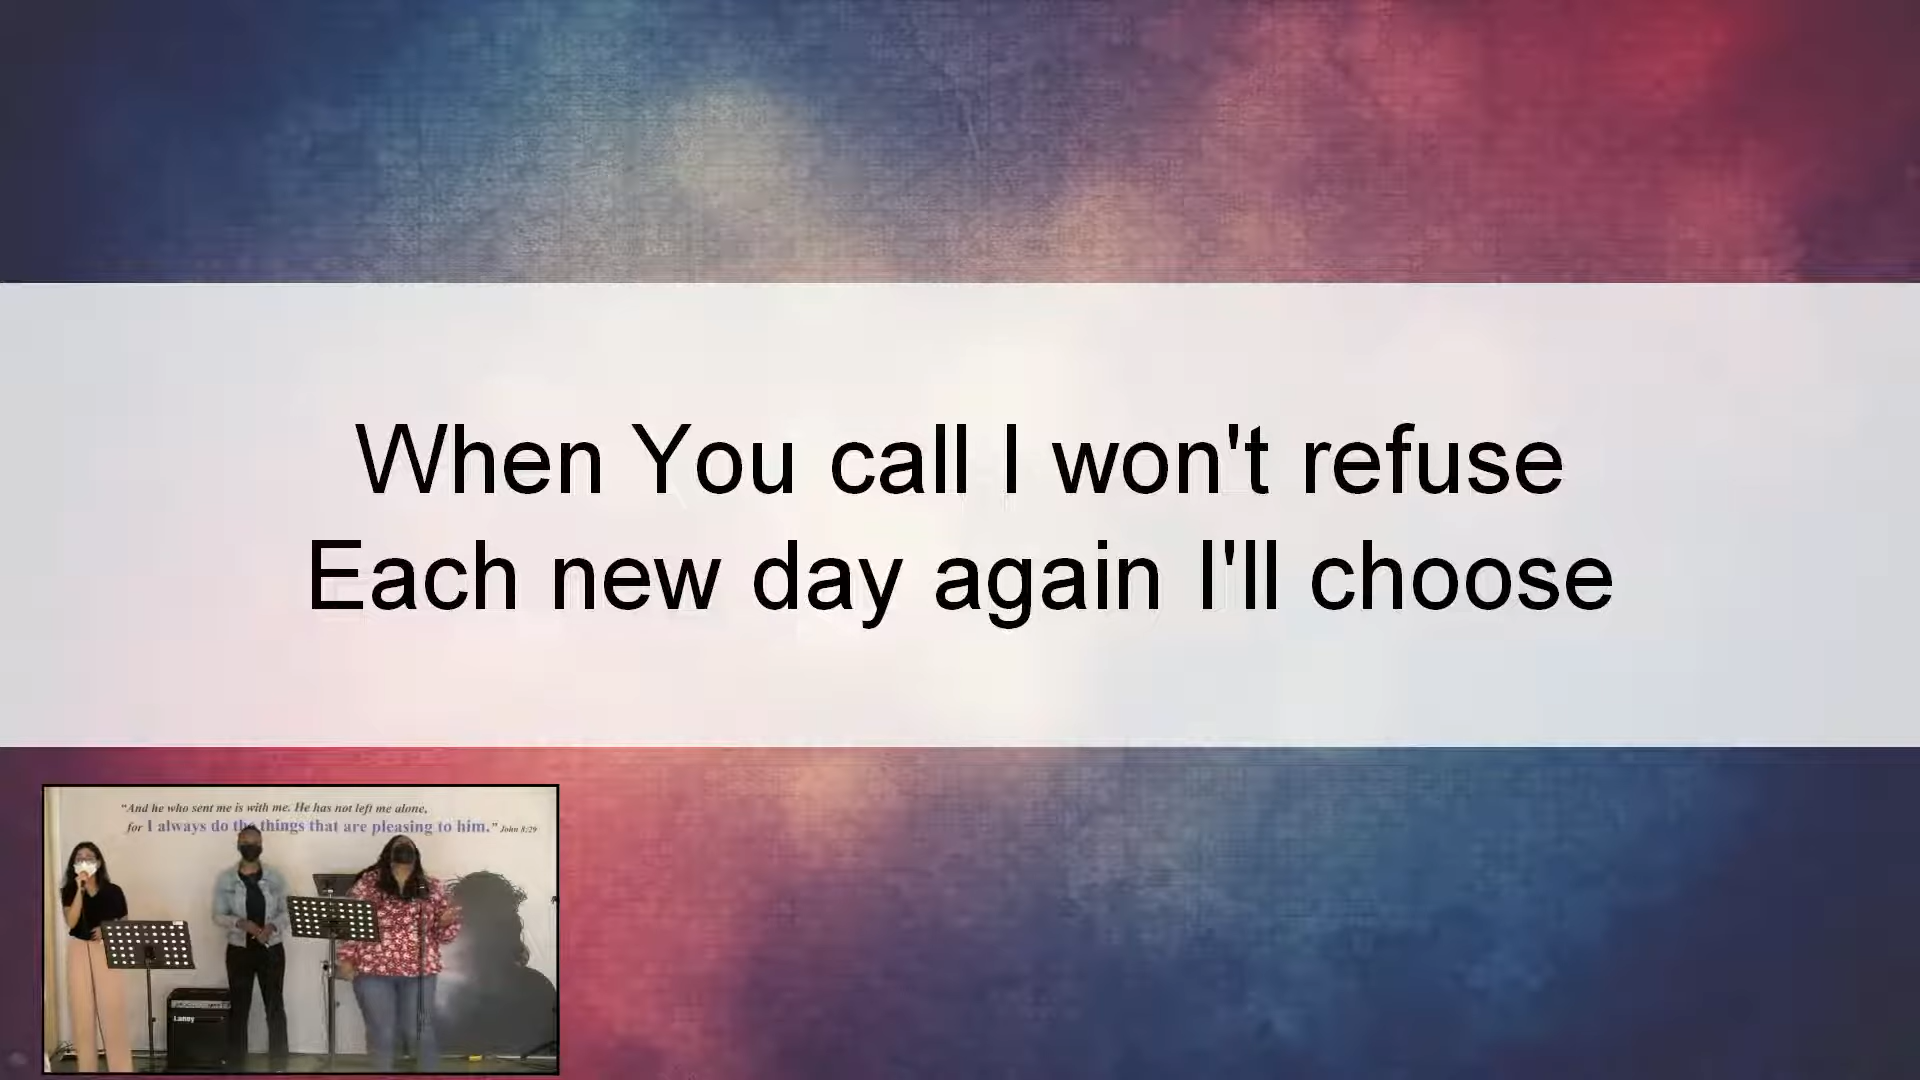 When You call I won't refuse
Each new day again I'll choose
"And he who sent me is with me. He has not left me alone,
for I always do the things that are pleasing to him." John 8:29
Laney